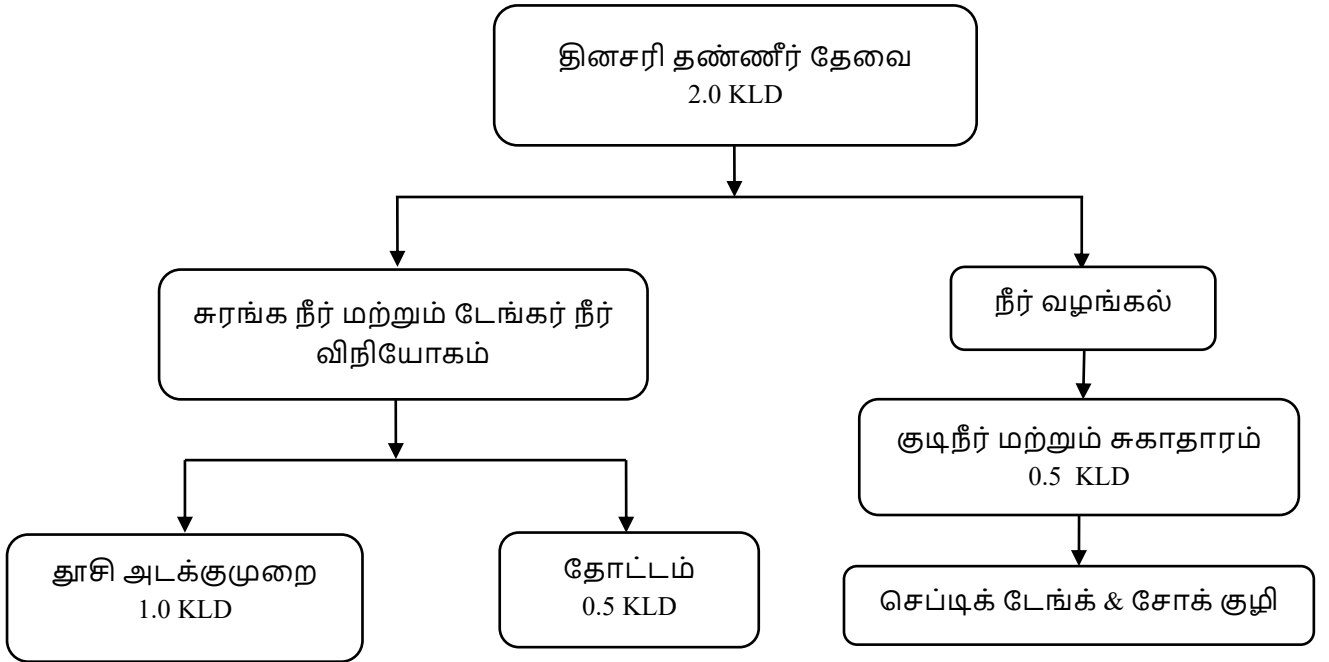 தினசரி தண்ணீர் தேவை
2.0 KLD
சுரங்க நீர் மற்றும் டேங்கர் நீர்
விநியோகம்
நீர் வழங்கல்
குடிநீர் மற்றும் சுகாதாரம்
0.5 KLD
தூசி அடக்குமுறை
1.0 KLD
தோட்டம்
0.5 KLD
செப்டிக் டேங்க் & சோக் குழி